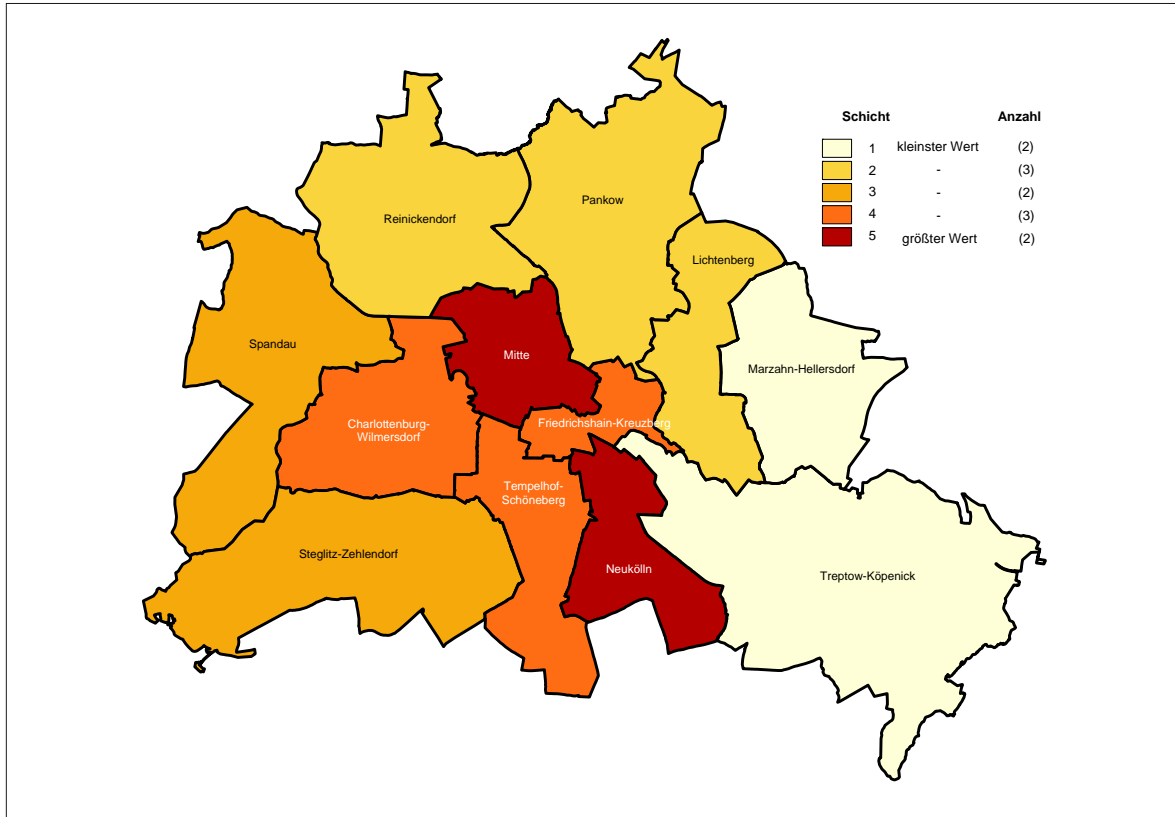 Schicht Anzahl
1 kleinster Wert (2)
2 - (3)
3 - (2)
4 - (3)
5 größter Wert (2)
Reinickendorf
Pankow
Lichtenberg
Spandau
Mitte
Marzahn-Hellersdorf
Charlottenburg-
Wilmersdorf
Friedrichshain-Kreuzberg
Tempelhof-
Schöneberg
Steglitz-Zehlendorf
Neukölln
Treptow-Köpenick